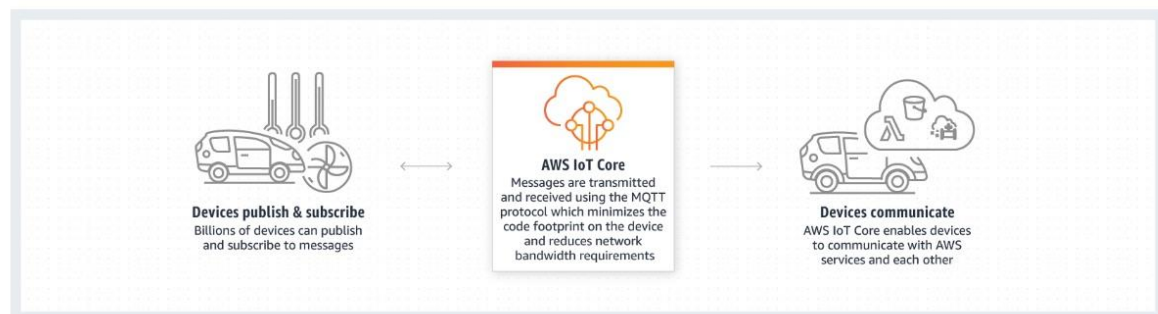 Devices publish & subscribe
Billions of devices can publish
and subscribe to messages
AWS IoT Core
Messages are transmitted
and received using the MQTT
protocol which minimizes the
code footprint on the device
and reduces network
bandwidth requirements
Devices communicate
AWS IoT Core enables devices
to communicate with AWS
services and each other